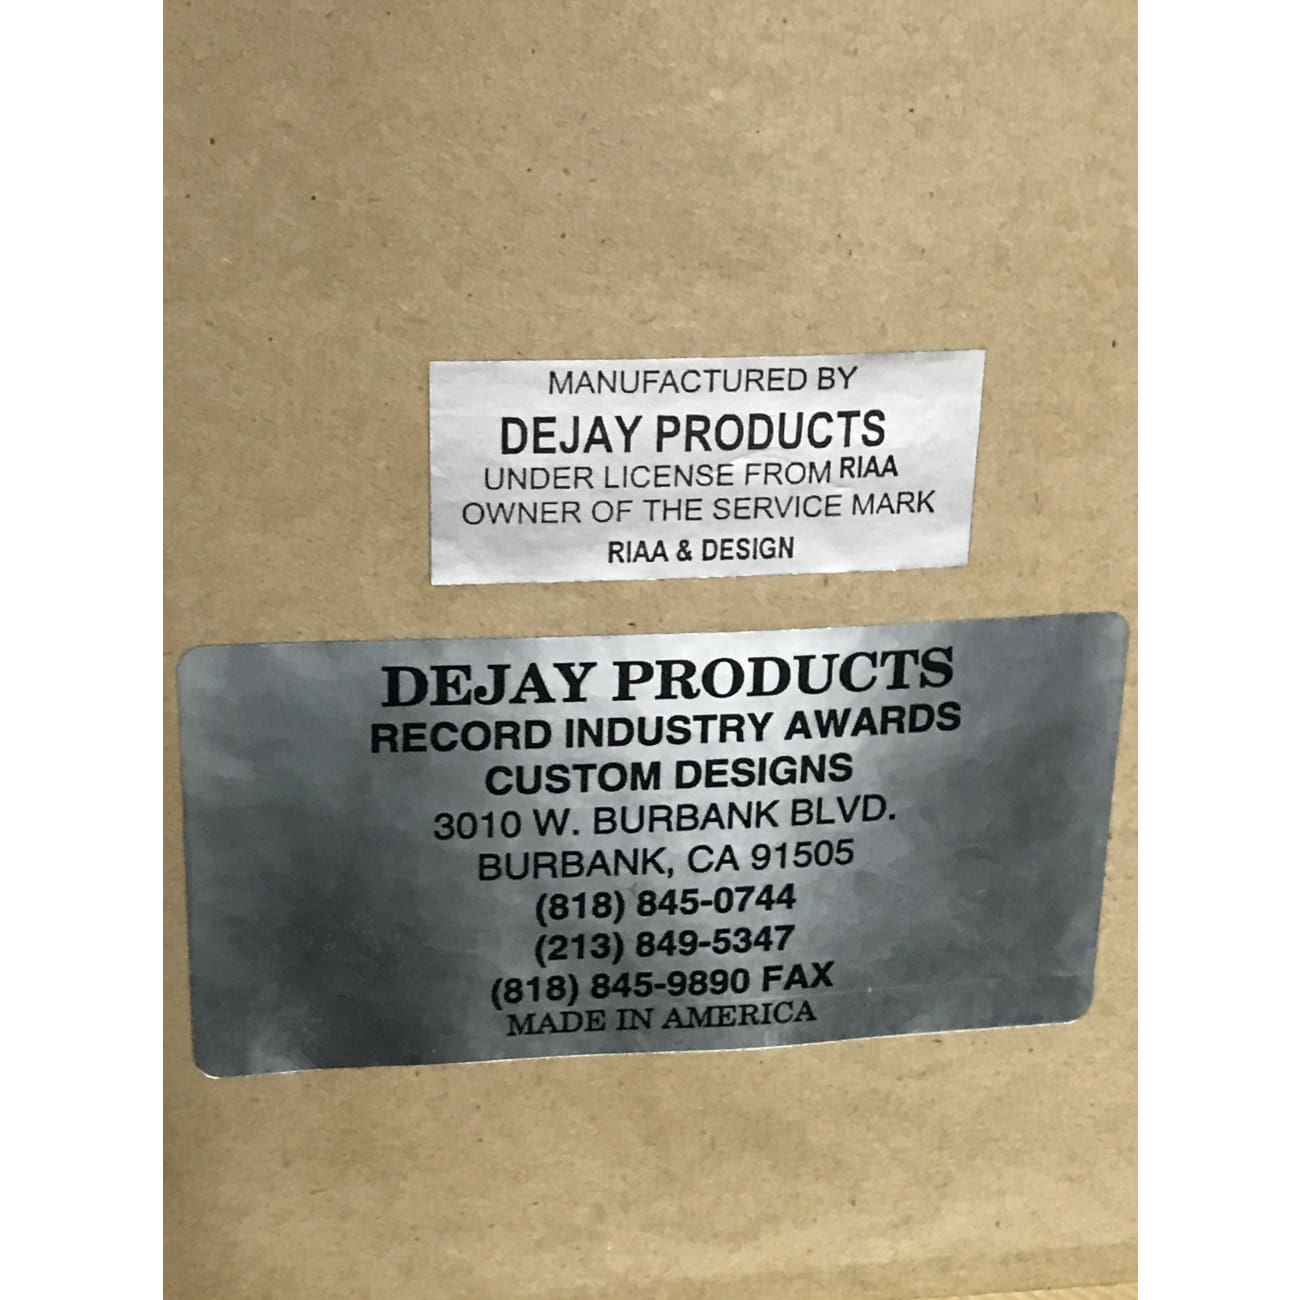 MANUFACTURED BY
DEJAY PRODUCTS
UNDER LICENSE FROM RIAA
OWNER OF THE SERVICE MARK
RIAA & DESIGN
DEJAY PRODUCTS
RECORD INDUSTRY AWARDS
CUSTOM DESIGNS
3010 W. BURBANK BLVD.
BURBANK, CA 91505
(818) 845-0744
(213) 849-5347
(818) 845-9890 FAX
MADE IN AMERICA